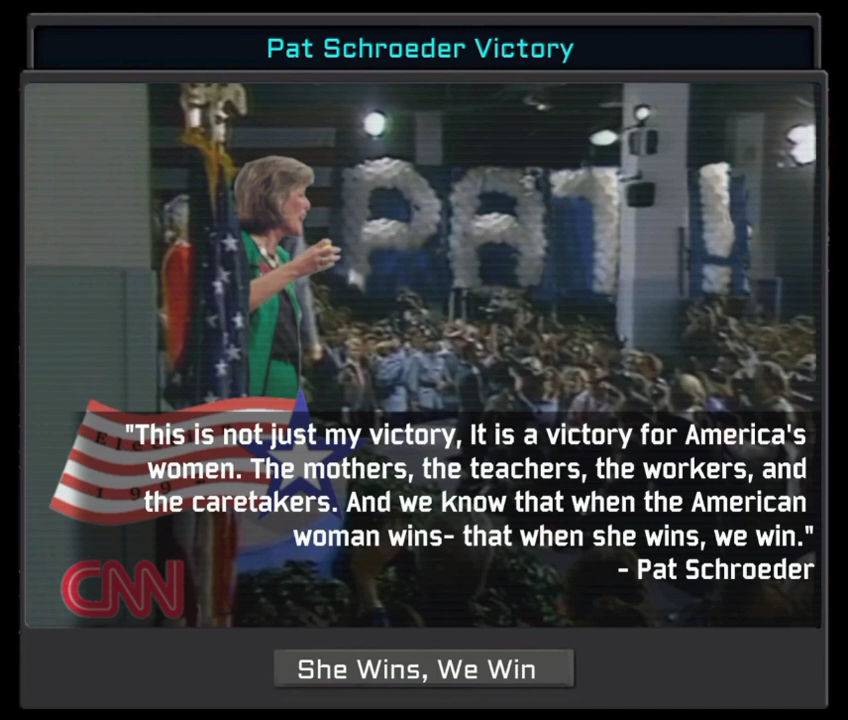 Pat Schroeder Victory
PAT
"This is not just my victory, It is a victory for America's
women. The mothers, the teachers, the workers, and
the caretakers. And we know that when the American
woman wins- that when she wins, we win."
- Pat Schroeder
CNN
She Wins, We Win